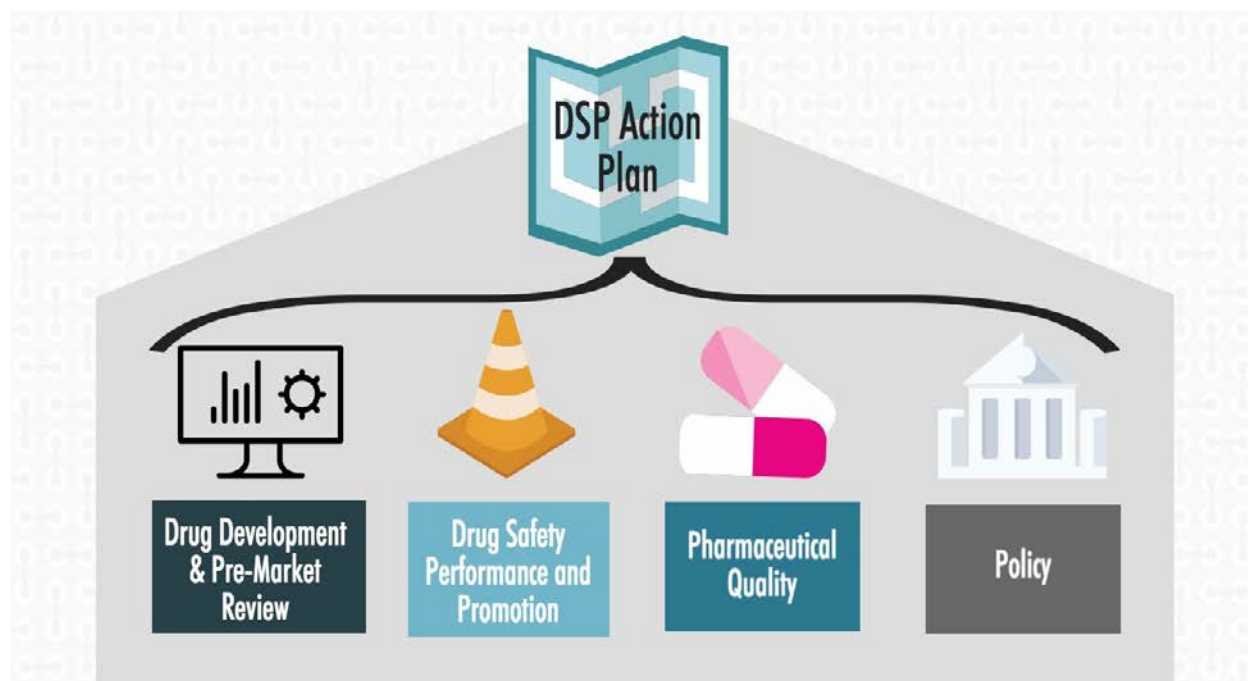 DSP Action
Plan
Drug Development
& Pre-Market
Review
Drug Safety
Performance and
Promotion
Pharmaceutical
Quality
Policy